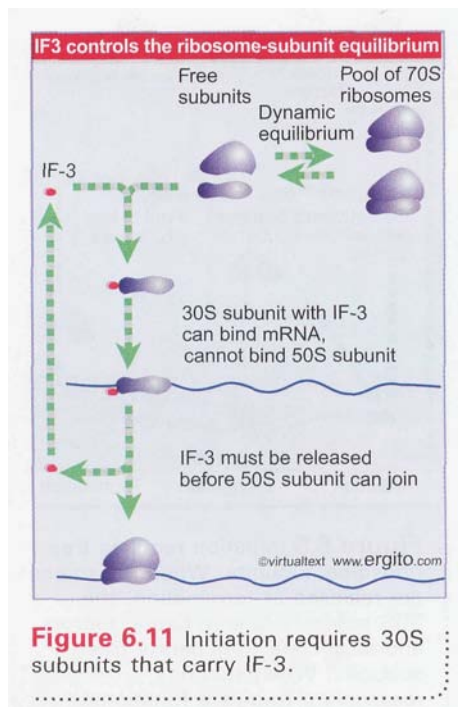 IF3 controls the ribosome-subunit equilibrium
Free
subunits
Pool of 70S
ribosomes
Dynamic
equilibrium
IF-3
30S subunit with IF-3
can bind mRNA,
cannot bind 50S subunit
IF-3 must be released
before 50S subunit can join
©virtualtext www.ergito.com
Figure 6.11 Initiation requires 30S
subunits that carry IF-3.